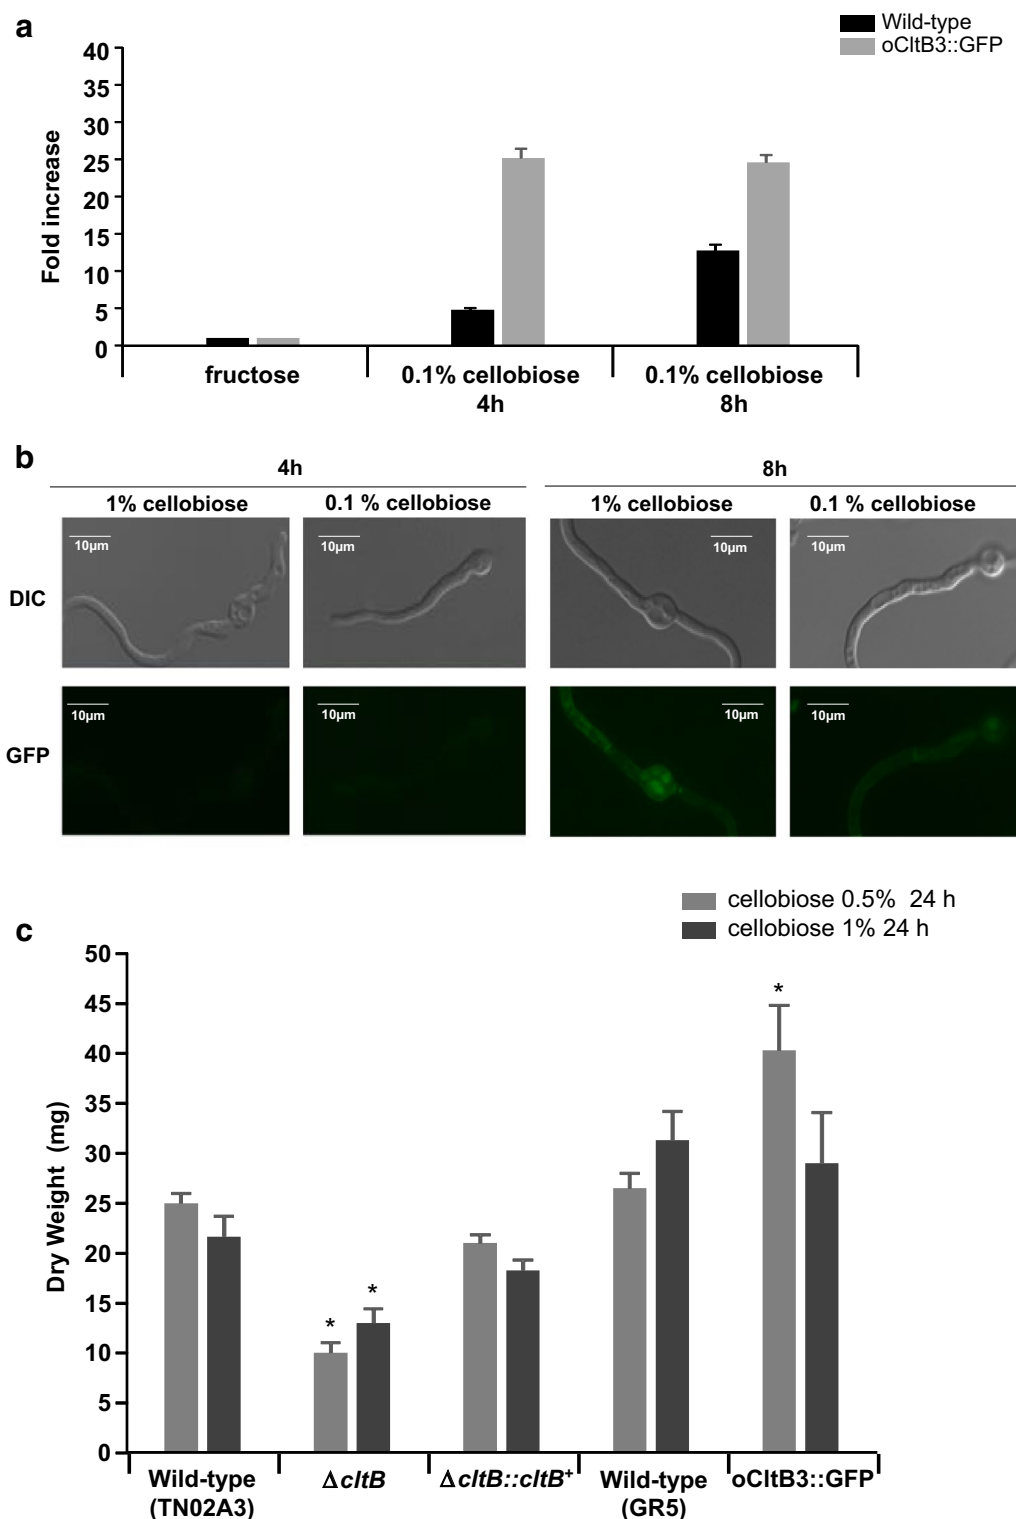 a
Wild-type
oCltB3::GFP
Fold increase
40
35
30
25
20
15
10
5
0
fructose
0.1% cellobiose
4h
0.1% cellobiose
8h
b
4h
8h
1% cellobiose
0.1 % cellobiose
1% cellobiose
0.1% cellobiose
DIC
10μm
10μm
10μm
10μm
GFP
10μm
10μm
10μm
10μm
cellobiose 0.5% 24 h
cellobiose 1% 24 h
c
Dry Weight (mg)
50
45
40
35
30
25
20
15
10
5
0
*
*
*
Wild-type
(TN02A3)
ΔcltB
ΔcltB::cltB⁺
Wild-type
(GR5)
oCltB3::GFP